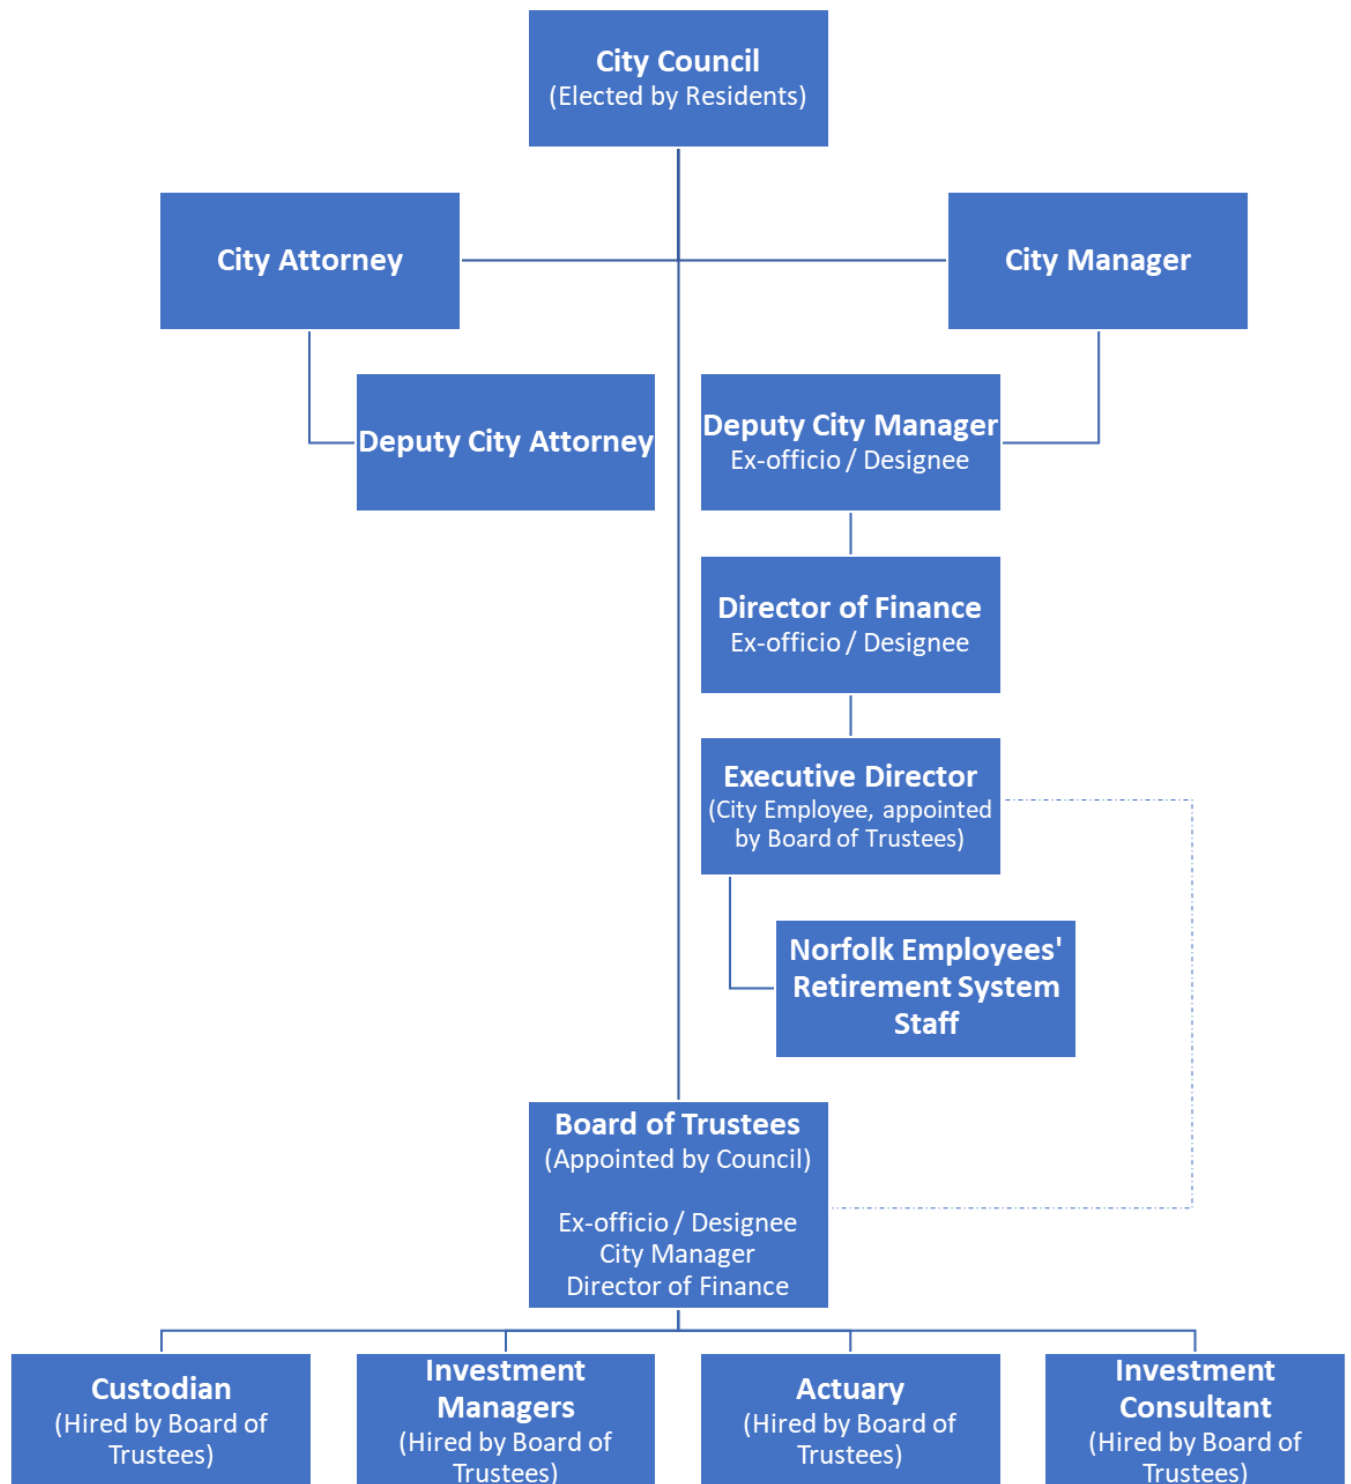 City Council
(Elected by Residents)
City Attorney
City Manager
Deputy City Attorney
Deputy City Manager
Ex-officio / Designee
Director of Finance
Ex-officio / Designee
Executive Director
(City Employee, appointed
by Board of Trustees)
Norfolk Employees'
Retirement System
Staff
Board of Trustees
(Appointed by Council)
Ex-officio / Designee
City Manager
Director of Finance
Custodian
(Hired by Board of
Trustees)
Investment
Managers
(Hired by Board of
Trustees)
Actuary
(Hired by Board of
Trustees)
Investment
Consultant
(Hired by Board of
Trustees)